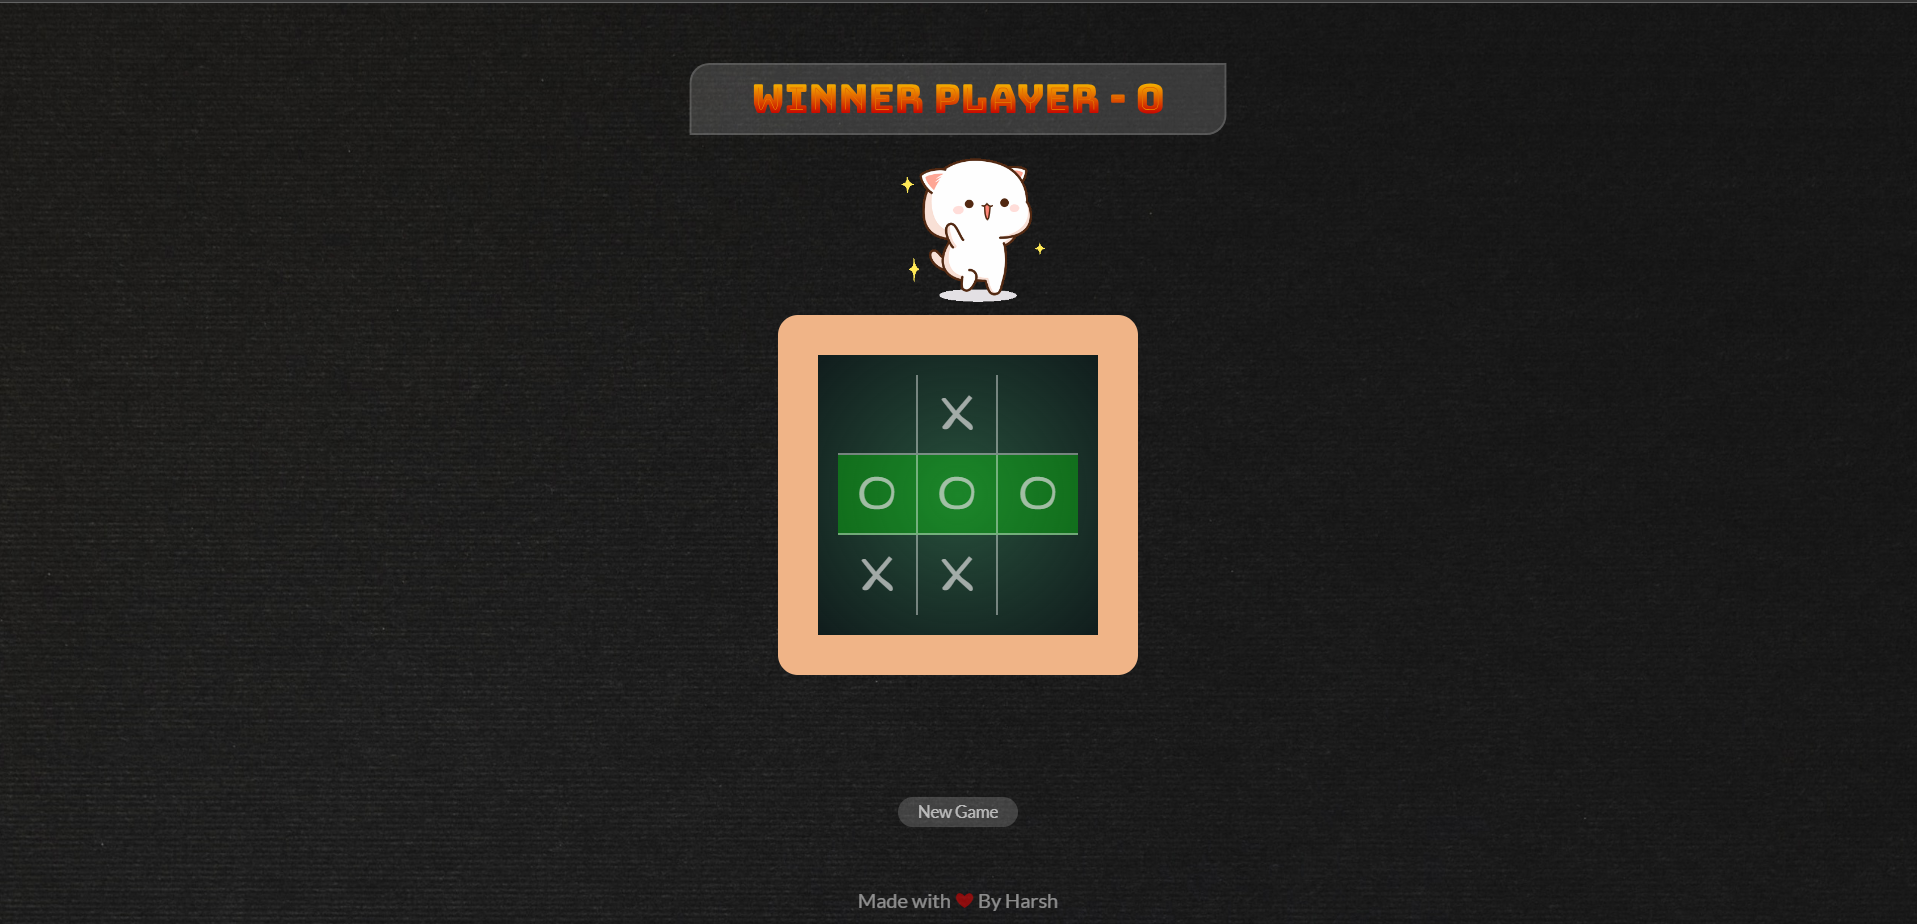 WINNER PLAYER - O
X
O O O
X X
New Game
Made with ❤ By Harsh